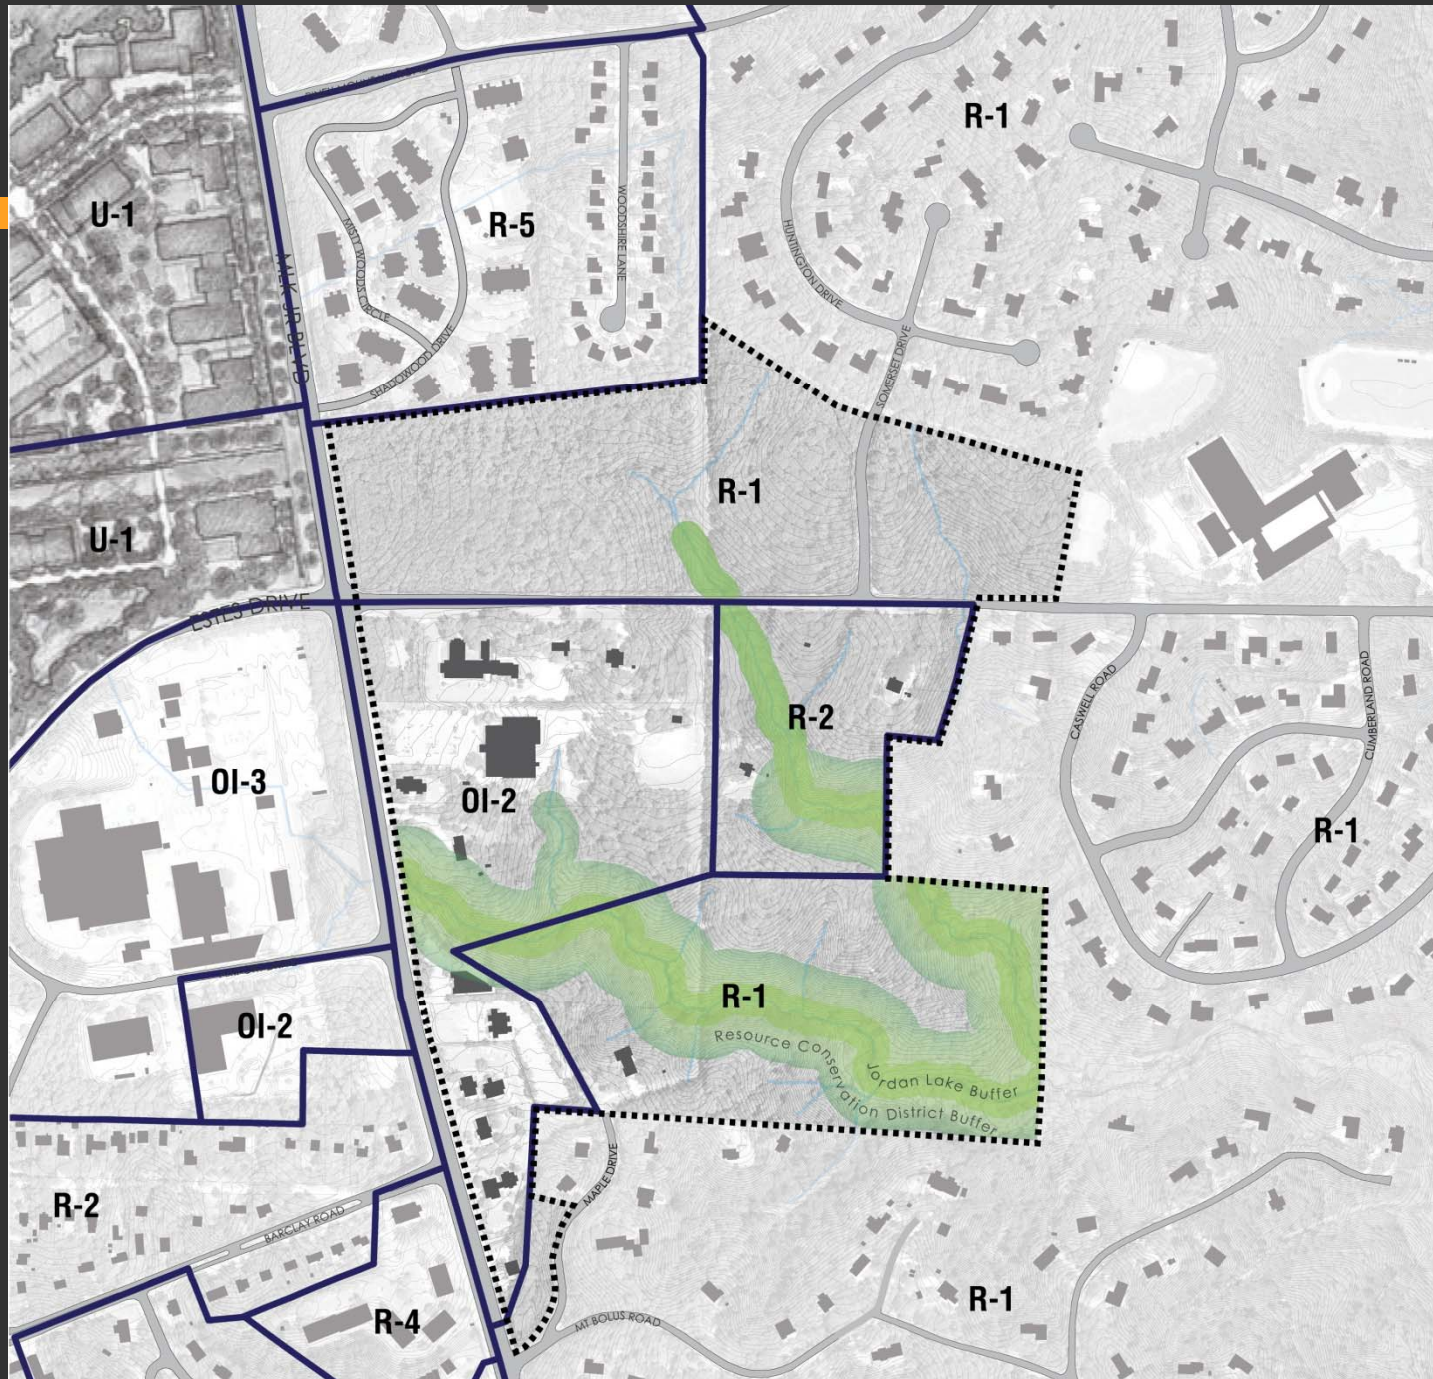 R-1
U-1
R-5
WOODSHIRE LANE
MISTY WOODS CIRCLE
HUNTINGTON DRIVE
MLK JR BLVD
SHADOWOOD DRIVE
SOMERSET DRIVE
R-1
U-1
ESTES DRIVE
CASWELL ROAD
CUMBERLAND ROAD
R-2
OI-3
OI-2
R-1
R-1
OI-2
Resource Conservation District Buffer
Jordan Lake Buffer
MAPLE DRIVE
R-2
BARCLAY ROAD
R-4
MT BOLUS ROAD
R-1